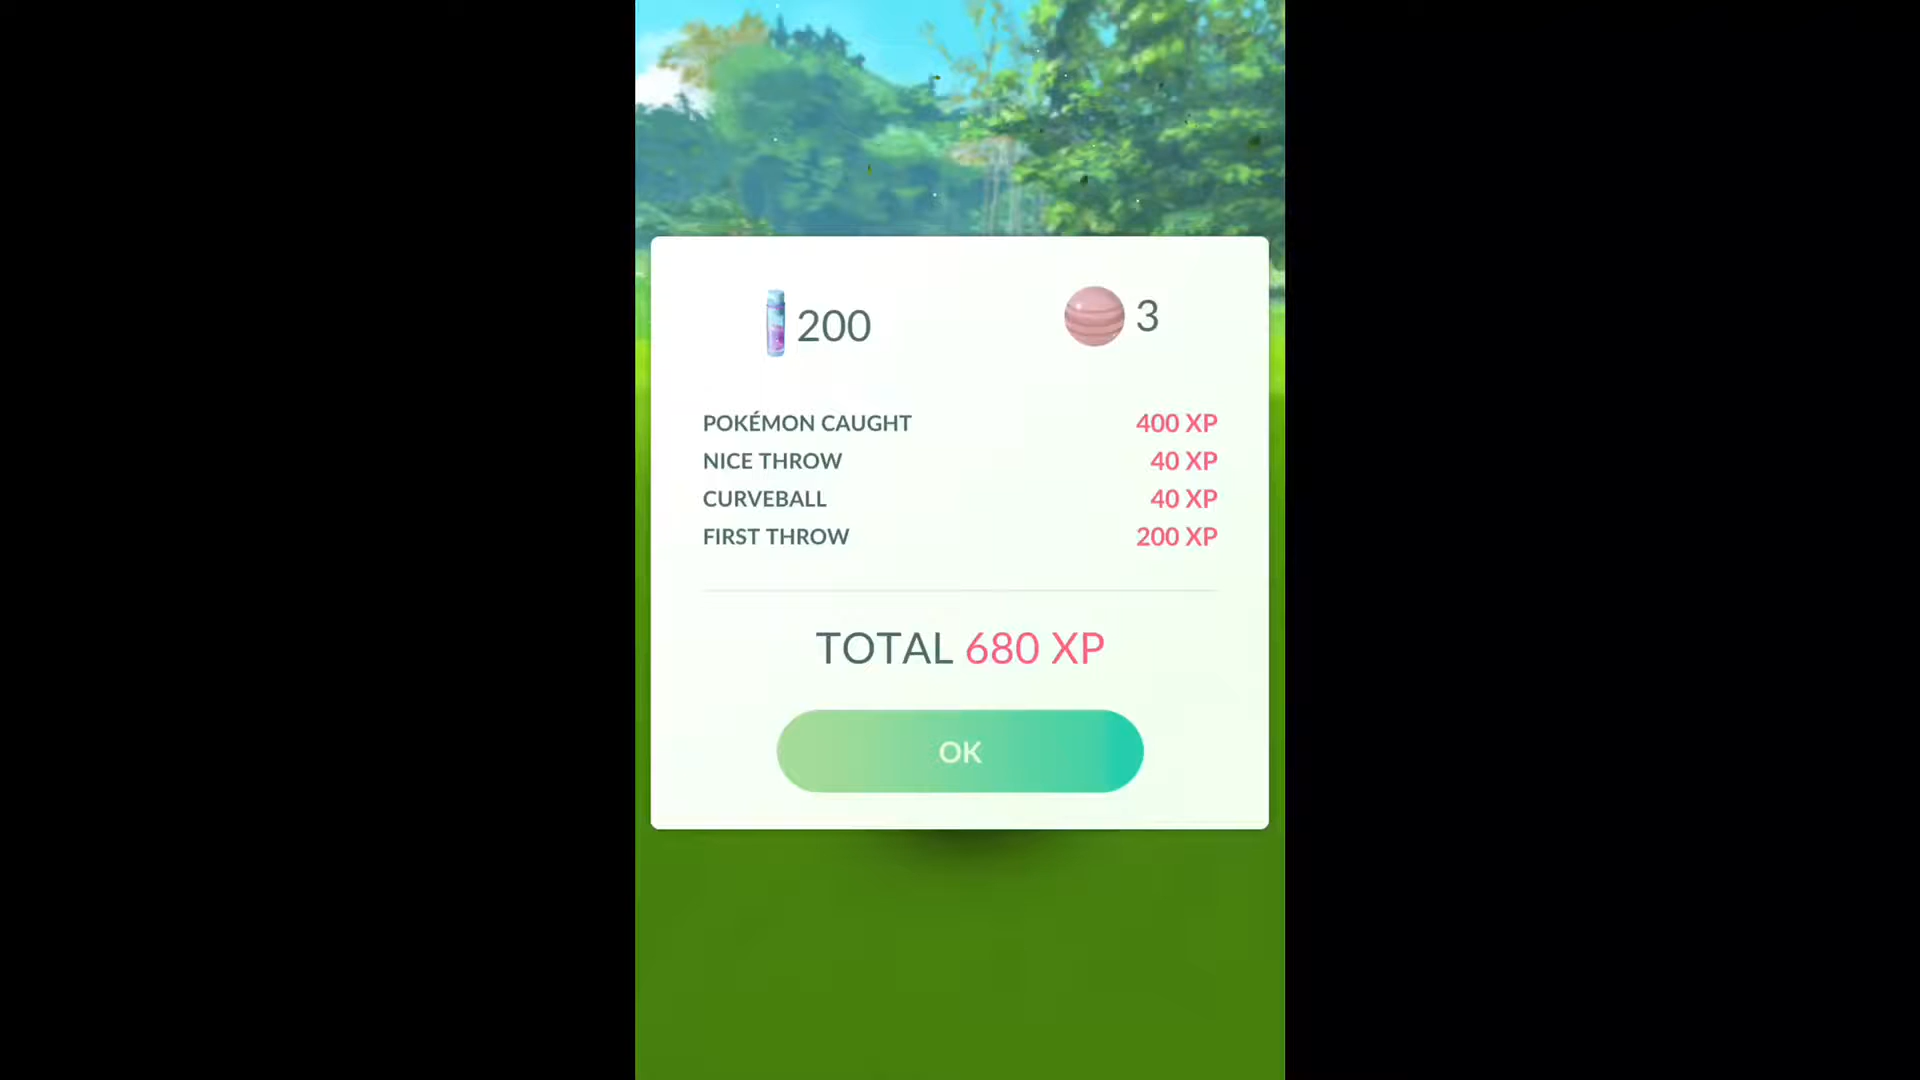 200
3
POKÉMON CAUGHT 400 XP
NICE THROW 40 XP
CURVEBALL 40 XP
FIRST THROW 200 XP
TOTAL 680 XP
OK